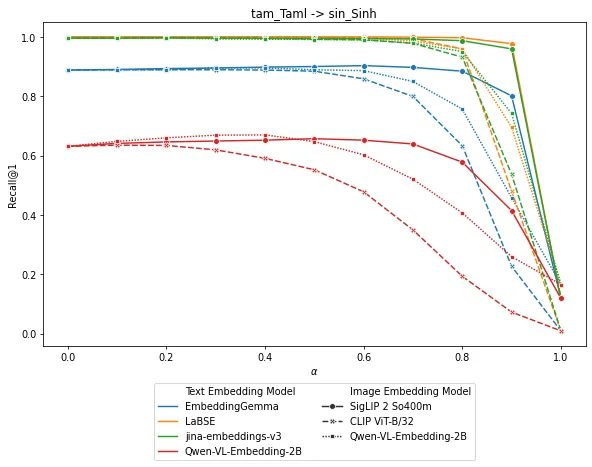 tam_Taml -> sin_Sinh
1.0
0.8
0.6
0.4
0.2
0.0
Recall@1
0.0 0.2 0.4 0.6 0.8 1.0
α
Text Embedding Model
EmbeddingGemma
LaBSE
jina-embeddings-v3
Qwen-VL-Embedding-2B
Image Embedding Model
SigLIP 2 So400m
CLIP ViT-B/32
Qwen-VL-Embedding-2B